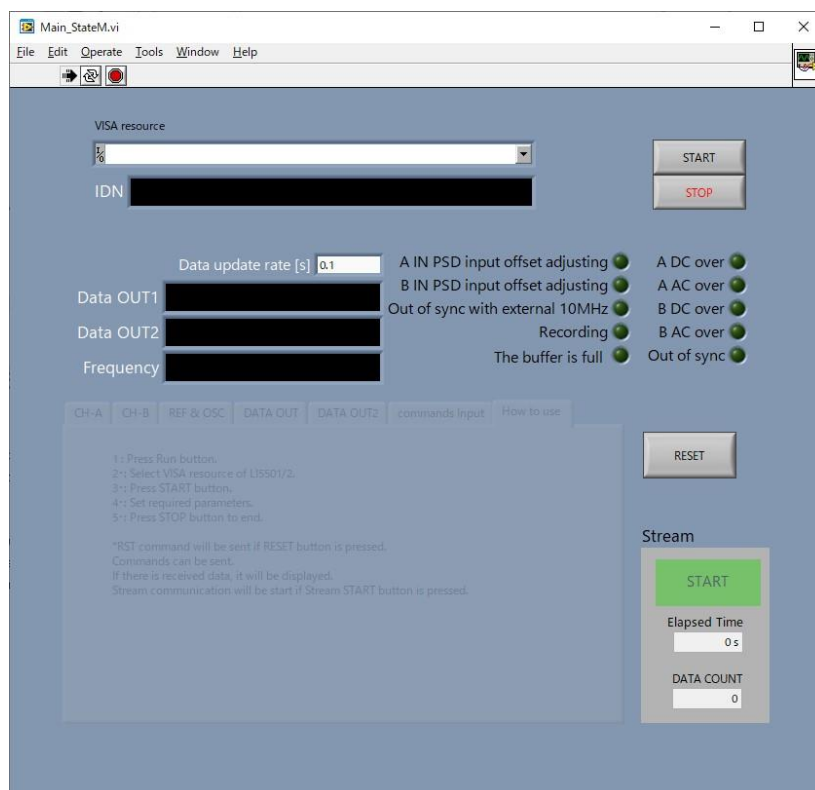 Main_StateM.vi
File Edit Operate Tools Window Help
VISA resource
START
IDN
STOP
Data update rate [s] 0.1
A IN PSD input offset adjusting
A DC over
B IN PSD input offset adjusting
A AC over
Data OUT1
Out of sync with external 10MHz
B DC over
Data OUT2
Recording
B AC over
The buffer is full
Out of sync
Frequency
CH-A CH-B REF & OSC DATA OUT DATA OUT2 commands input How to use
1 : Press Run button.
2 : Select VISA resource of LI5501/2.
3 : Press START button.
4 : Set required parameters.
5 : Press STOP button to end.
*RST command will be sent if RESET button is pressed.
Commands can be sent.
If there is received data, it will be displayed.
Stream communication will be start if Stream START button is pressed.
RESET
Stream
START
Elapsed Time
0 s
DATA COUNT
0